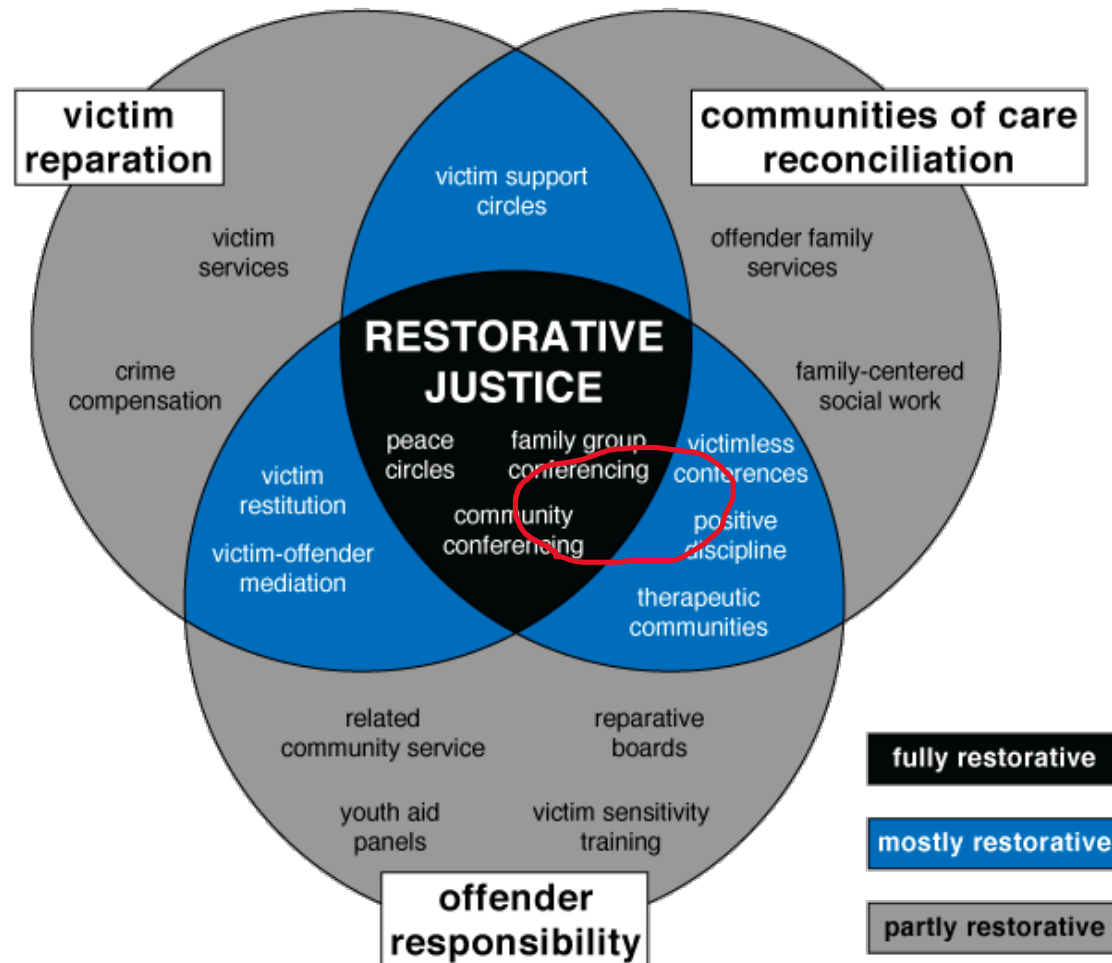 victim
reparation
communities of care
reconciliation
victim support
circles
victim
services
offender family
services
RESTORATIVE
JUSTICE
crime
compensation
family-centered
social work
peace
circles
family group
conferencing
victimless
conferences
victim
restitution
community
conferencing
positive
discipline
victim-offender
mediation
therapeutic
communities
related
community service
reparative
boards
youth aid
panels
victim sensitivity
training
offender
responsibility
fully restorative
mostly restorative
partly restorative